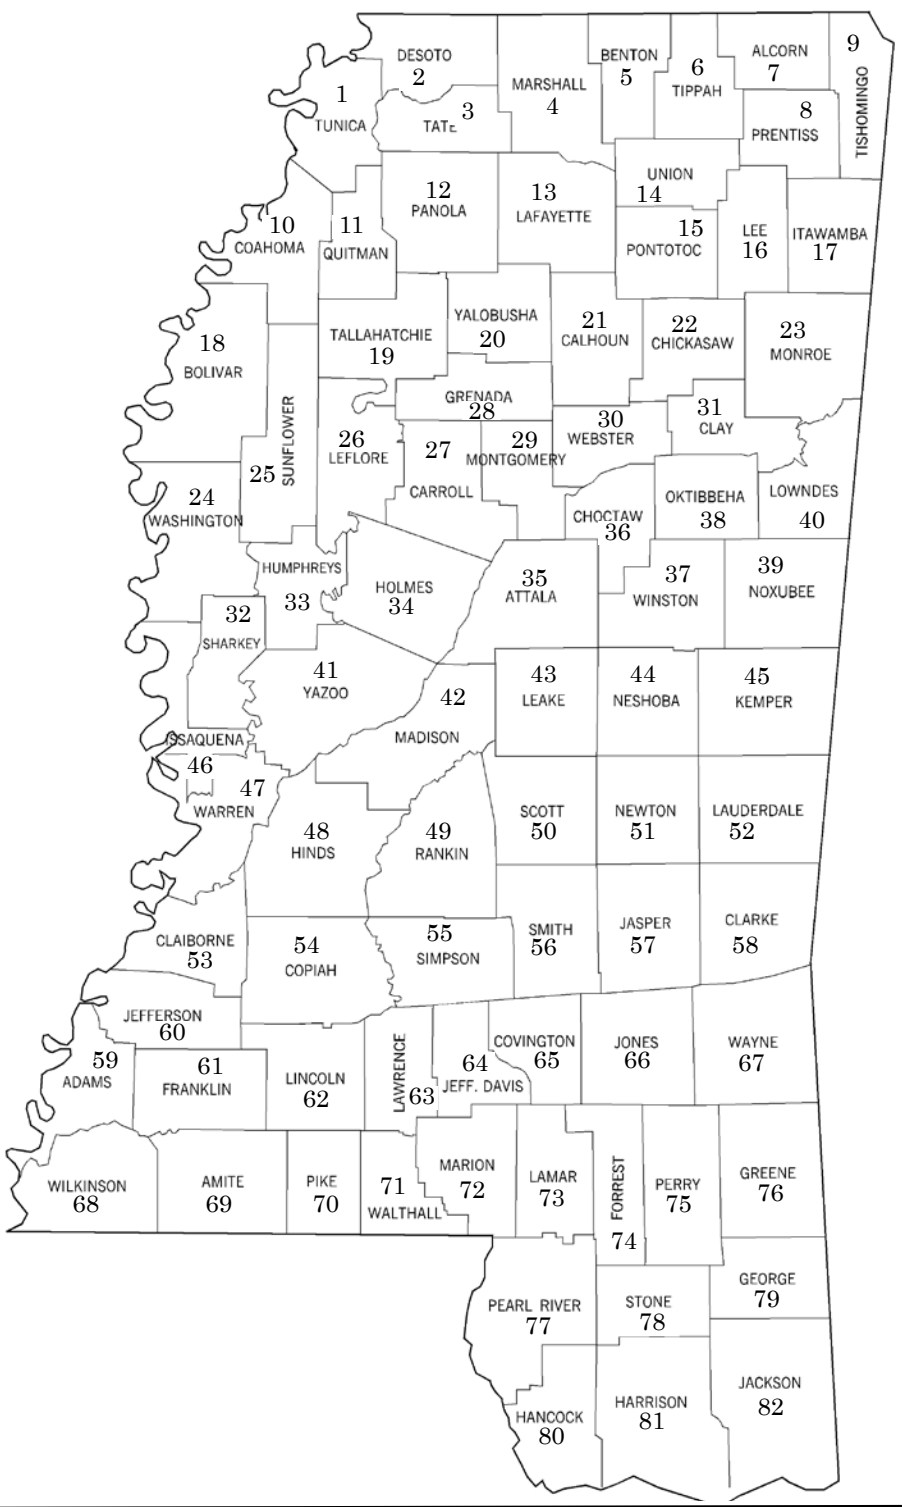 DESOTO
2
BENTON
5
6
TIPPAH
ALCORN
7
9
TISHOMINGO
1
TUNICA
3
TATE
MARSHALL
4
8
PRENTISS
12
PANOLA
13
LAFAYETTE
UNION
14
10
COAHOMA
11
QUITMAN
15
PONTOTOC
LEE
16
ITAWAMBA
17
18
BOLIVAR
TALLAHATCHIE
19
YALOBUSHA
20
21
CALHOUN
22
CHICKASAW
23
MONROE
GRENADA
28
30
WEBSTER
31
CLAY
25
SUNFLOWER
26
LEFLORE
27
CARROLL
29
MONTGOMERY
24
WASHINGTON
CHOCTAW
36
OKTIBBEHA
38
LOWNDES
40
HUMPHREYS
33
HOLMES
34
35
ATTALA
37
WINSTON
39
NOXUBEE
32
SHARKEY
41
YAZOO
42
MADISON
43
LEAKE
44
NESHOBA
45
KEMPER
ISSAQUENA
46
47
WARREN
48
HINDS
49
RANKIN
SCOTT
50
NEWTON
51
LAUDERDALE
52
CLAIBORNE
53
54
COPIAH
55
SIMPSON
SMITH
56
JASPER
57
CLARKE
58
JEFFERSON
60
59
ADAMS
61
FRANKLIN
LINCOLN
62
LAWRENCE
63
64
JEFF. DAVIS
COVINGTON
65
JONES
66
WAYNE
67
WILKINSON
68
AMITE
69
PIKE
70
71
WALTHALL
MARION
72
LAMAR
73
FORREST
74
PERRY
75
GREENE
76
PEARL RIVER
77
STONE
78
GEORGE
79
HANCOCK
80
HARRISON
81
JACKSON
82